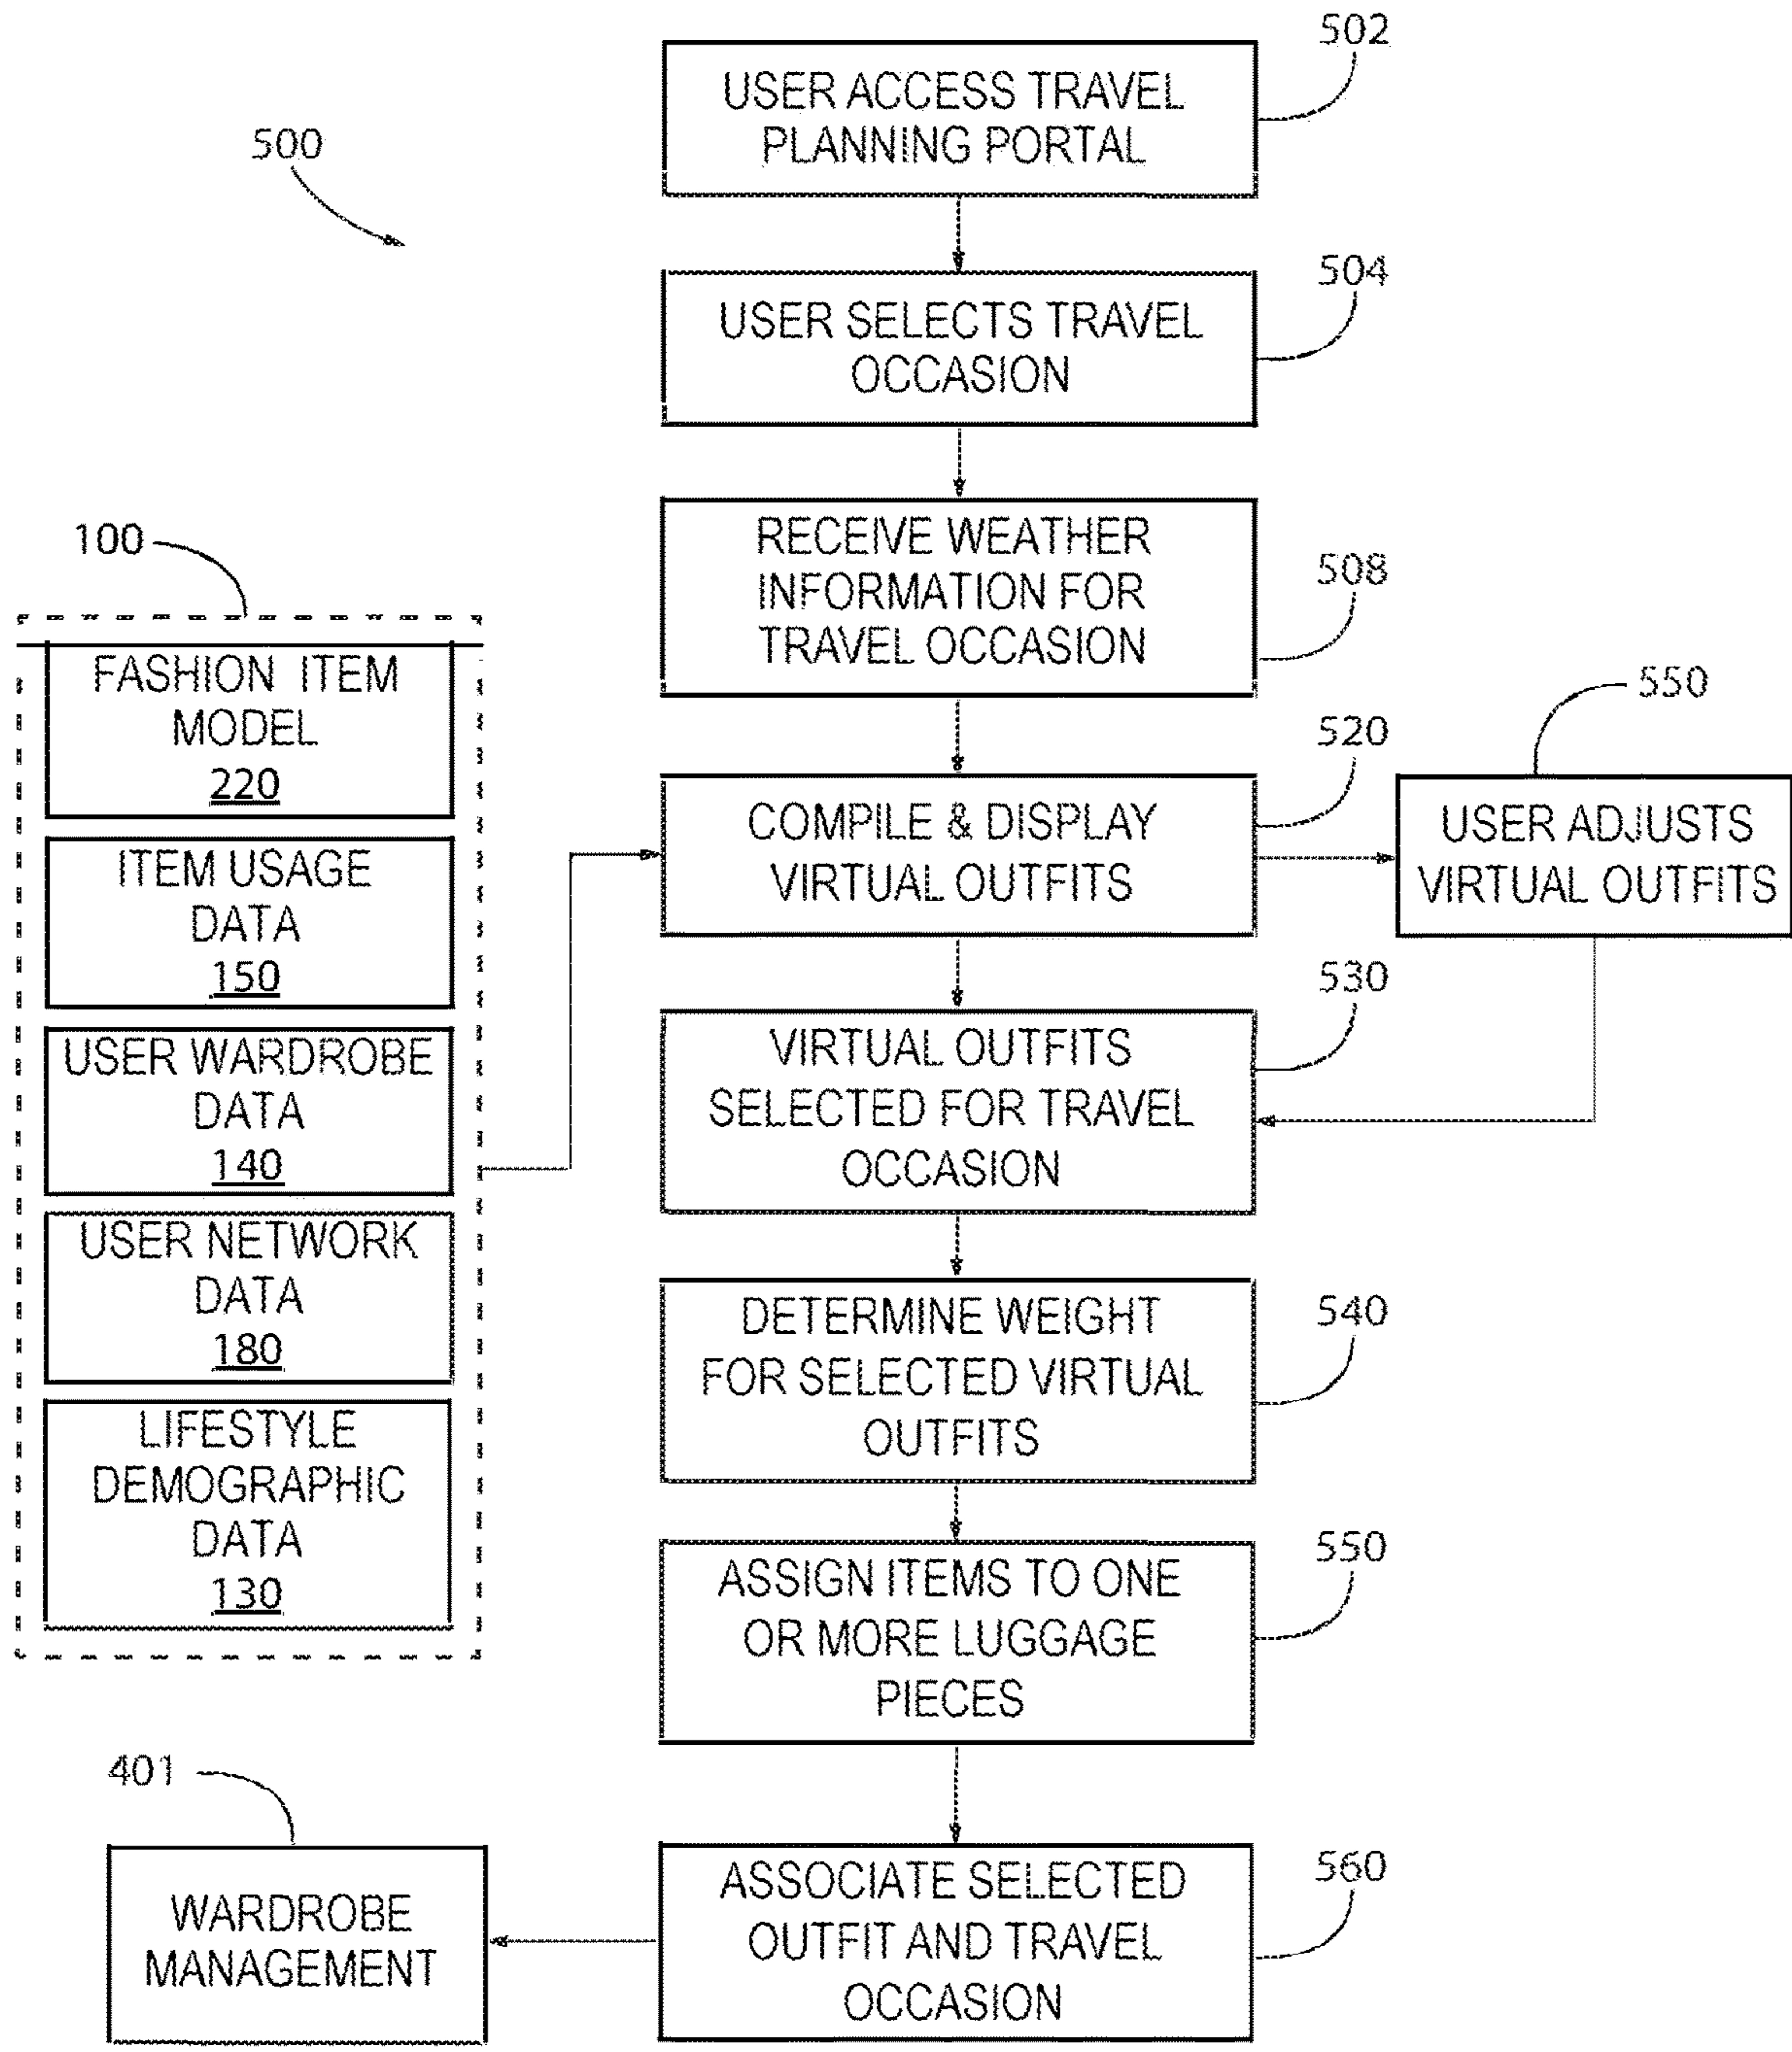 502
USER ACCESS TRAVEL
PLANNING PORTAL
500
504
USER SELECTS TRAVEL
OCCASION
508
RECEIVE WEATHER
INFORMATION FOR
TRAVEL OCCASION
100
FASHION ITEM
MODEL
220
ITEM USAGE
DATA
150
USER WARDROBE
DATA
140
USER NETWORK
DATA
180
LIFESTYLE
DEMOGRAPHIC
DATA
130
520
COMPILE & DISPLAY
VIRTUAL OUTFITS
550
USER ADJUSTS
VIRTUAL OUTFITS
530
VIRTUAL OUTFITS
SELECTED FOR TRAVEL
OCCASION
540
DETERMINE WEIGHT
FOR SELECTED VIRTUAL
OUTFITS
550
ASSIGN ITEMS TO ONE
OR MORE LUGGAGE
PIECES
560
ASSOCIATE SELECTED
OUTFIT AND TRAVEL
OCCASION
401
WARDROBE
MANAGEMENT